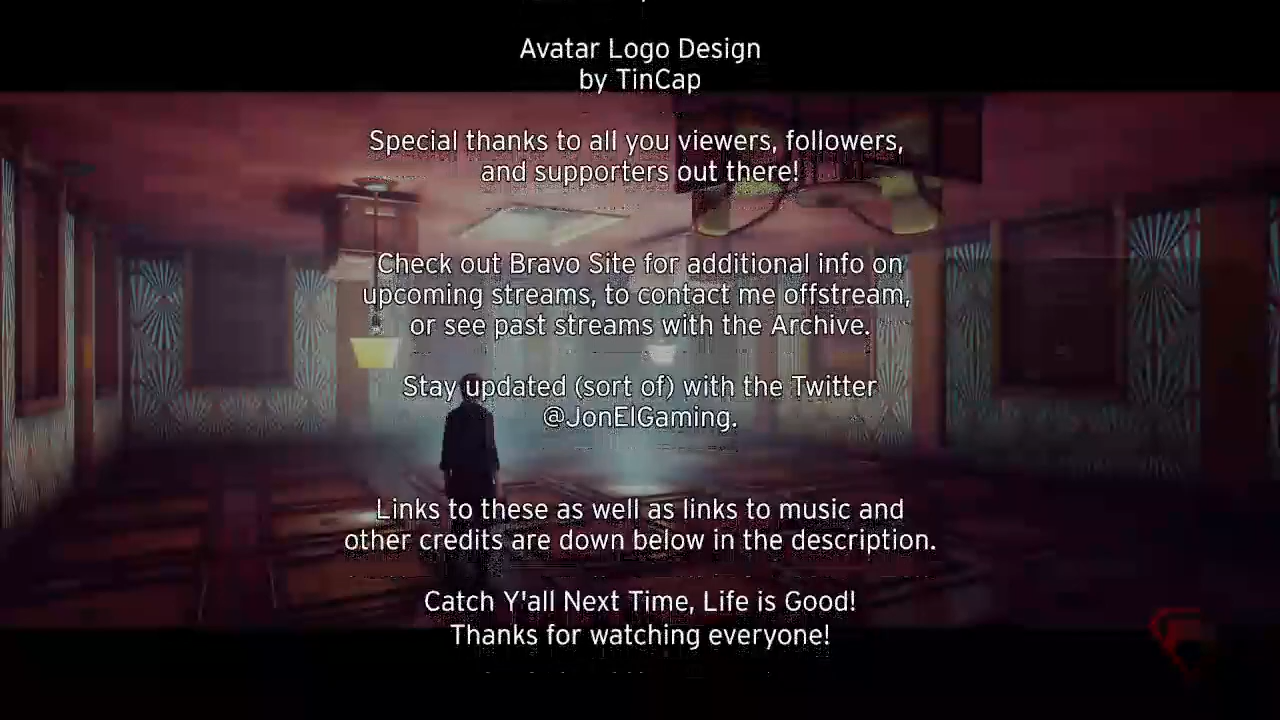 Avatar Logo Design
by TinCap
Special thanks to all you viewers, followers,
and supporters out there!
Check out Bravo Site for additional info on
upcoming streams, to contact me offstream,
or see past streams with the Archive.
Stay updated (sort of) with the Twitter
@JonElGaming.
Links to these as well as links to music and
other credits are down below in the description.
Catch Y'all Next Time, Life is Good!
Thanks for watching everyone!